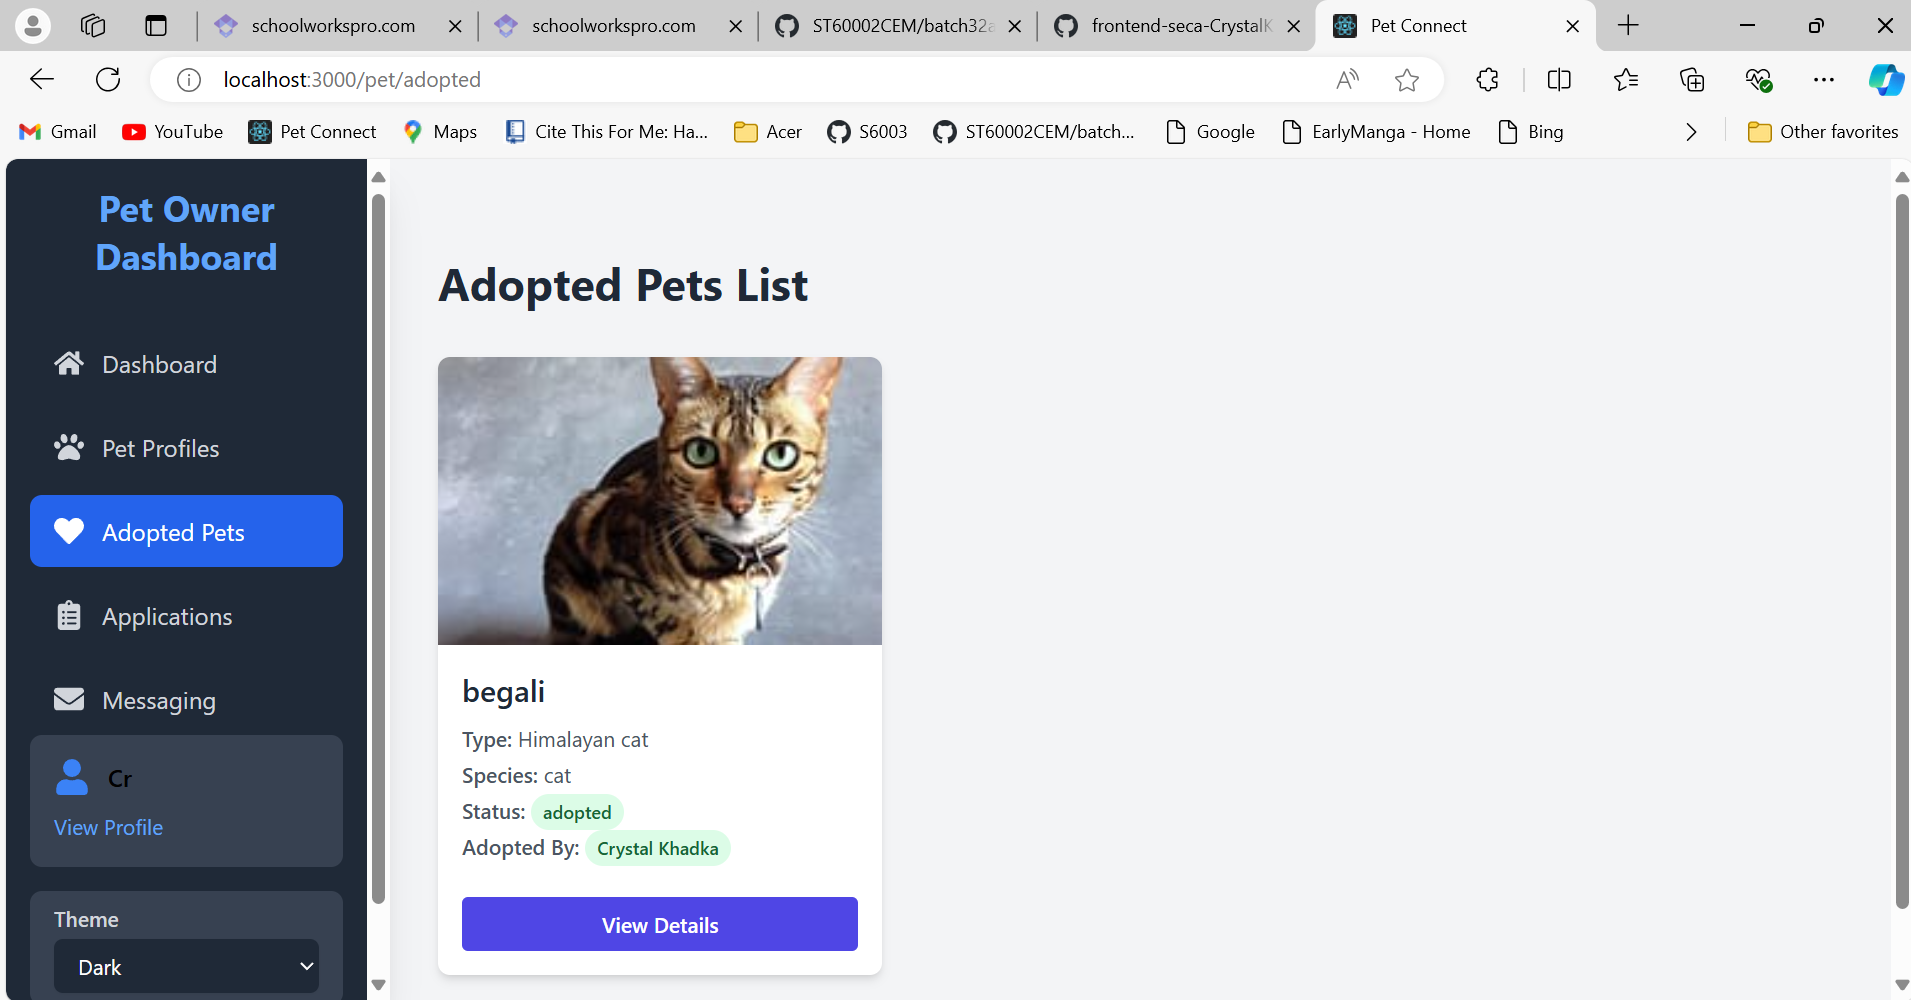 schoolworkspro.com
schoolworkspro.com
ST60002CEM/batch32
frontend-seca-Crystal
Pet Connect
localhost:3000/pet/adopted
Gmail
YouTube
Pet Connect
Maps
Cite This For Me: Ha...
Acer
S6003
ST60002CEM/batch...
Google
EarlyManga - Home
Bing
Other favorites
Pet Owner
Dashboard
Dashboard
Pet Profiles
Adopted Pets
Applications
Messaging
Cr
View Profile
Theme
Dark
Adopted Pets List
begali
Type: Himalayan cat
Species: cat
Status: adopted
Adopted By: Crystal Khadka
View Details